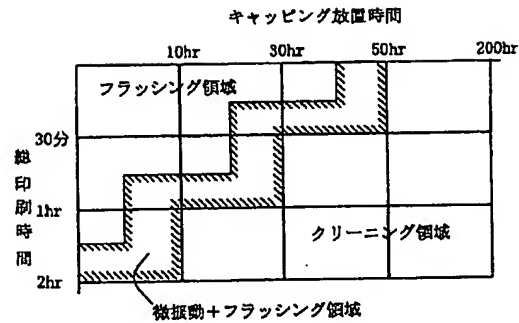 キャッピング放置時間
10hr 30hr 50hr 200hr
フラッシング領域
30分
総印刷時間
1hr
クリーニング領域
2hr
微振動+フラッシング領域